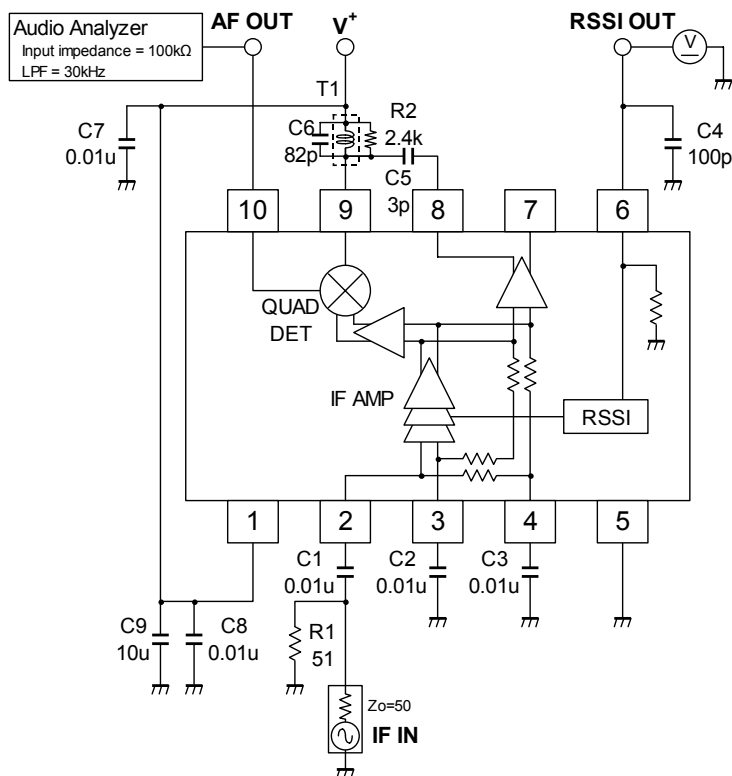 Audio Analyzer
Input impedance = 100kΩ
LPF = 30kHz
AF OUT
V+
RSSI OUT
V
T1
C7
0.01u
C6
82p
R2
2.4k
C5
3p
C4
100p
10
9
8
7
6
QUAD
DET
IF AMP
RSSI
1
2
3
4
5
C1
0.01u
C2
0.01u
C3
0.01u
C9
10u
C8
0.01u
R1
51
Zo=50
IF IN